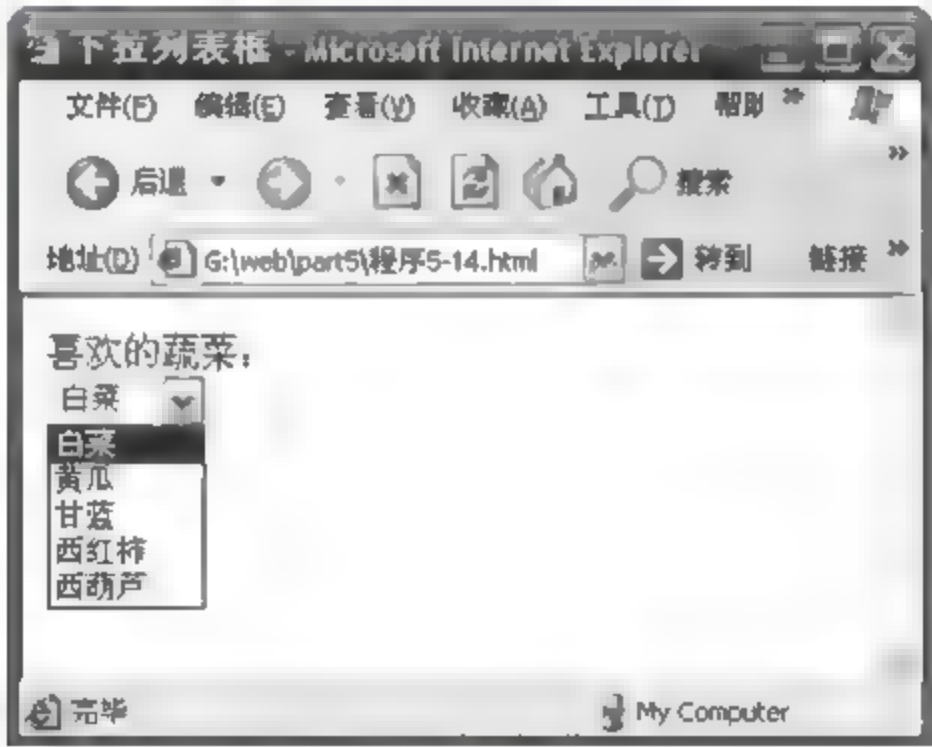 下拉列表框 - Microsoft Internet Explorer
文件(F) 编辑(E) 查看(V) 收藏(A) 工具(T) 帮助 »
后退 »
搜索
地址(D) G:\web\part5\程序5-14.html 转到 链接 »
喜欢的蔬菜：
白菜
白菜
黄瓜
甘蓝
西红柿
西葫芦
完毕 My Computer